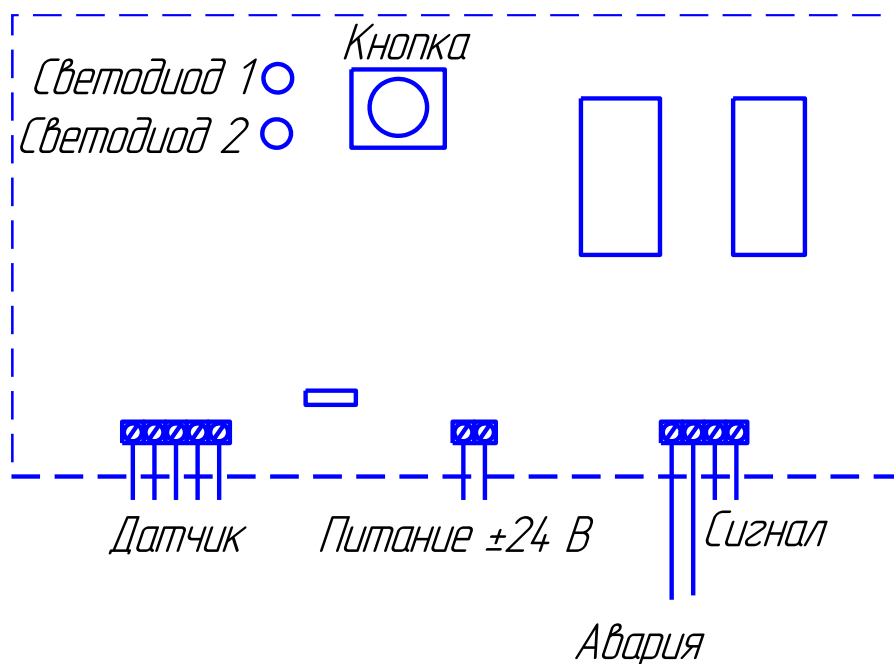 Кнопка
Светодиод 1
Светодиод 2
Датчик
Питание ±24 В
Сигнал
Авария